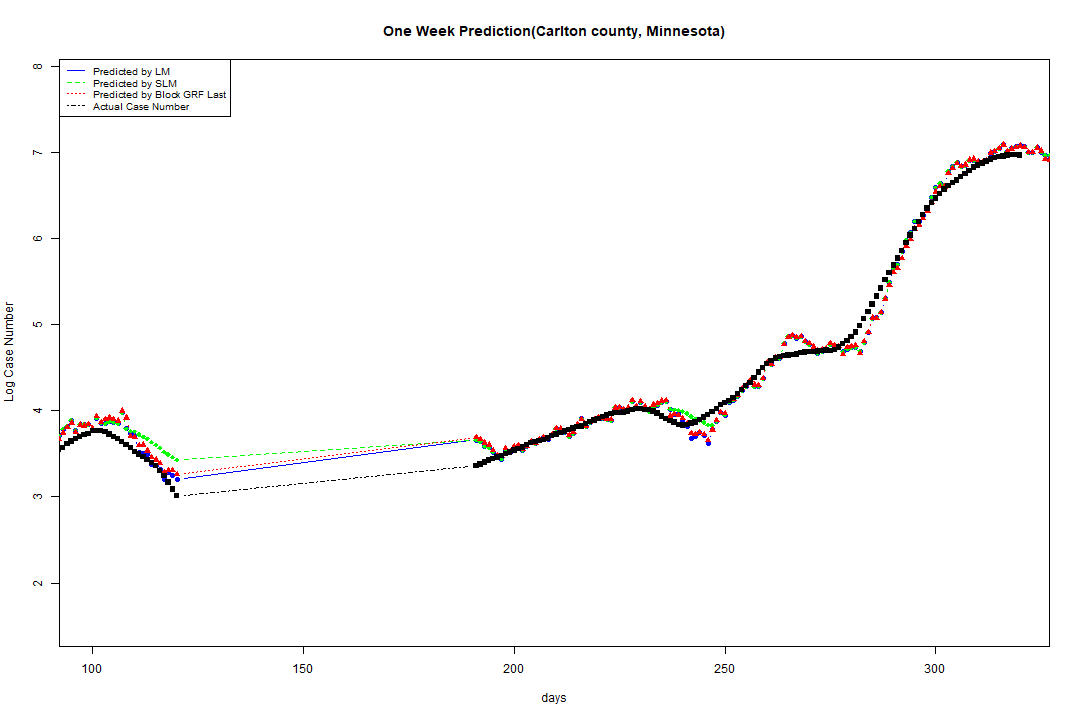 One Week Prediction(Carlton county, Minnesota)
Predicted by LM
Predicted by SLM
Predicted by Block GRF Last
Actual Case Number
8
7
6
5
4
3
2
Log Case Number
100 150 200 250 300
days